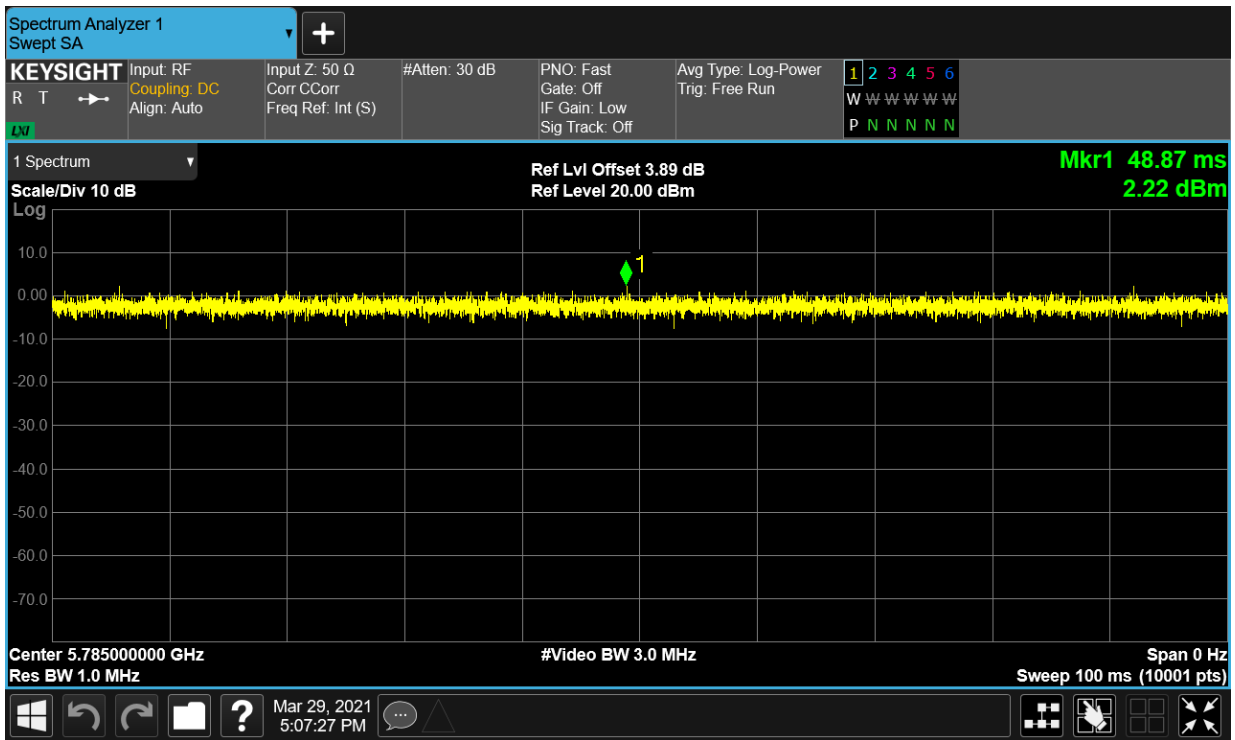 Spectrum Analyzer 1
Swept SA
KEYSIGHT
R T
LXI
Input: RF
Coupling: DC
Align: Auto
Input Z: 50 Ω
Corr CCorr
Freq Ref: Int (S)
#Atten: 30 dB
PNO: Fast
Gate: Off
IF Gain: Low
Sig Track: Off
Avg Type: Log-Power
Trig: Free Run
1 2 3 4 5 6
W W W W W W
P N N N N N
1 Spectrum
Scale/Div 10 dB
Log
Ref Lvl Offset 3.89 dB
Ref Level 20.00 dBm
Mkr1 48.87 ms
2.22 dBm
10.0
1
0.00
-10.0
-20.0
-30.0
-40.0
-50.0
-60.0
-70.0
Center 5.785000000 GHz
Res BW 1.0 MHz
#Video BW 3.0 MHz
Span 0 Hz
Sweep 100 ms (10001 pts)
?
Mar 29, 2021
5:07:27 PM